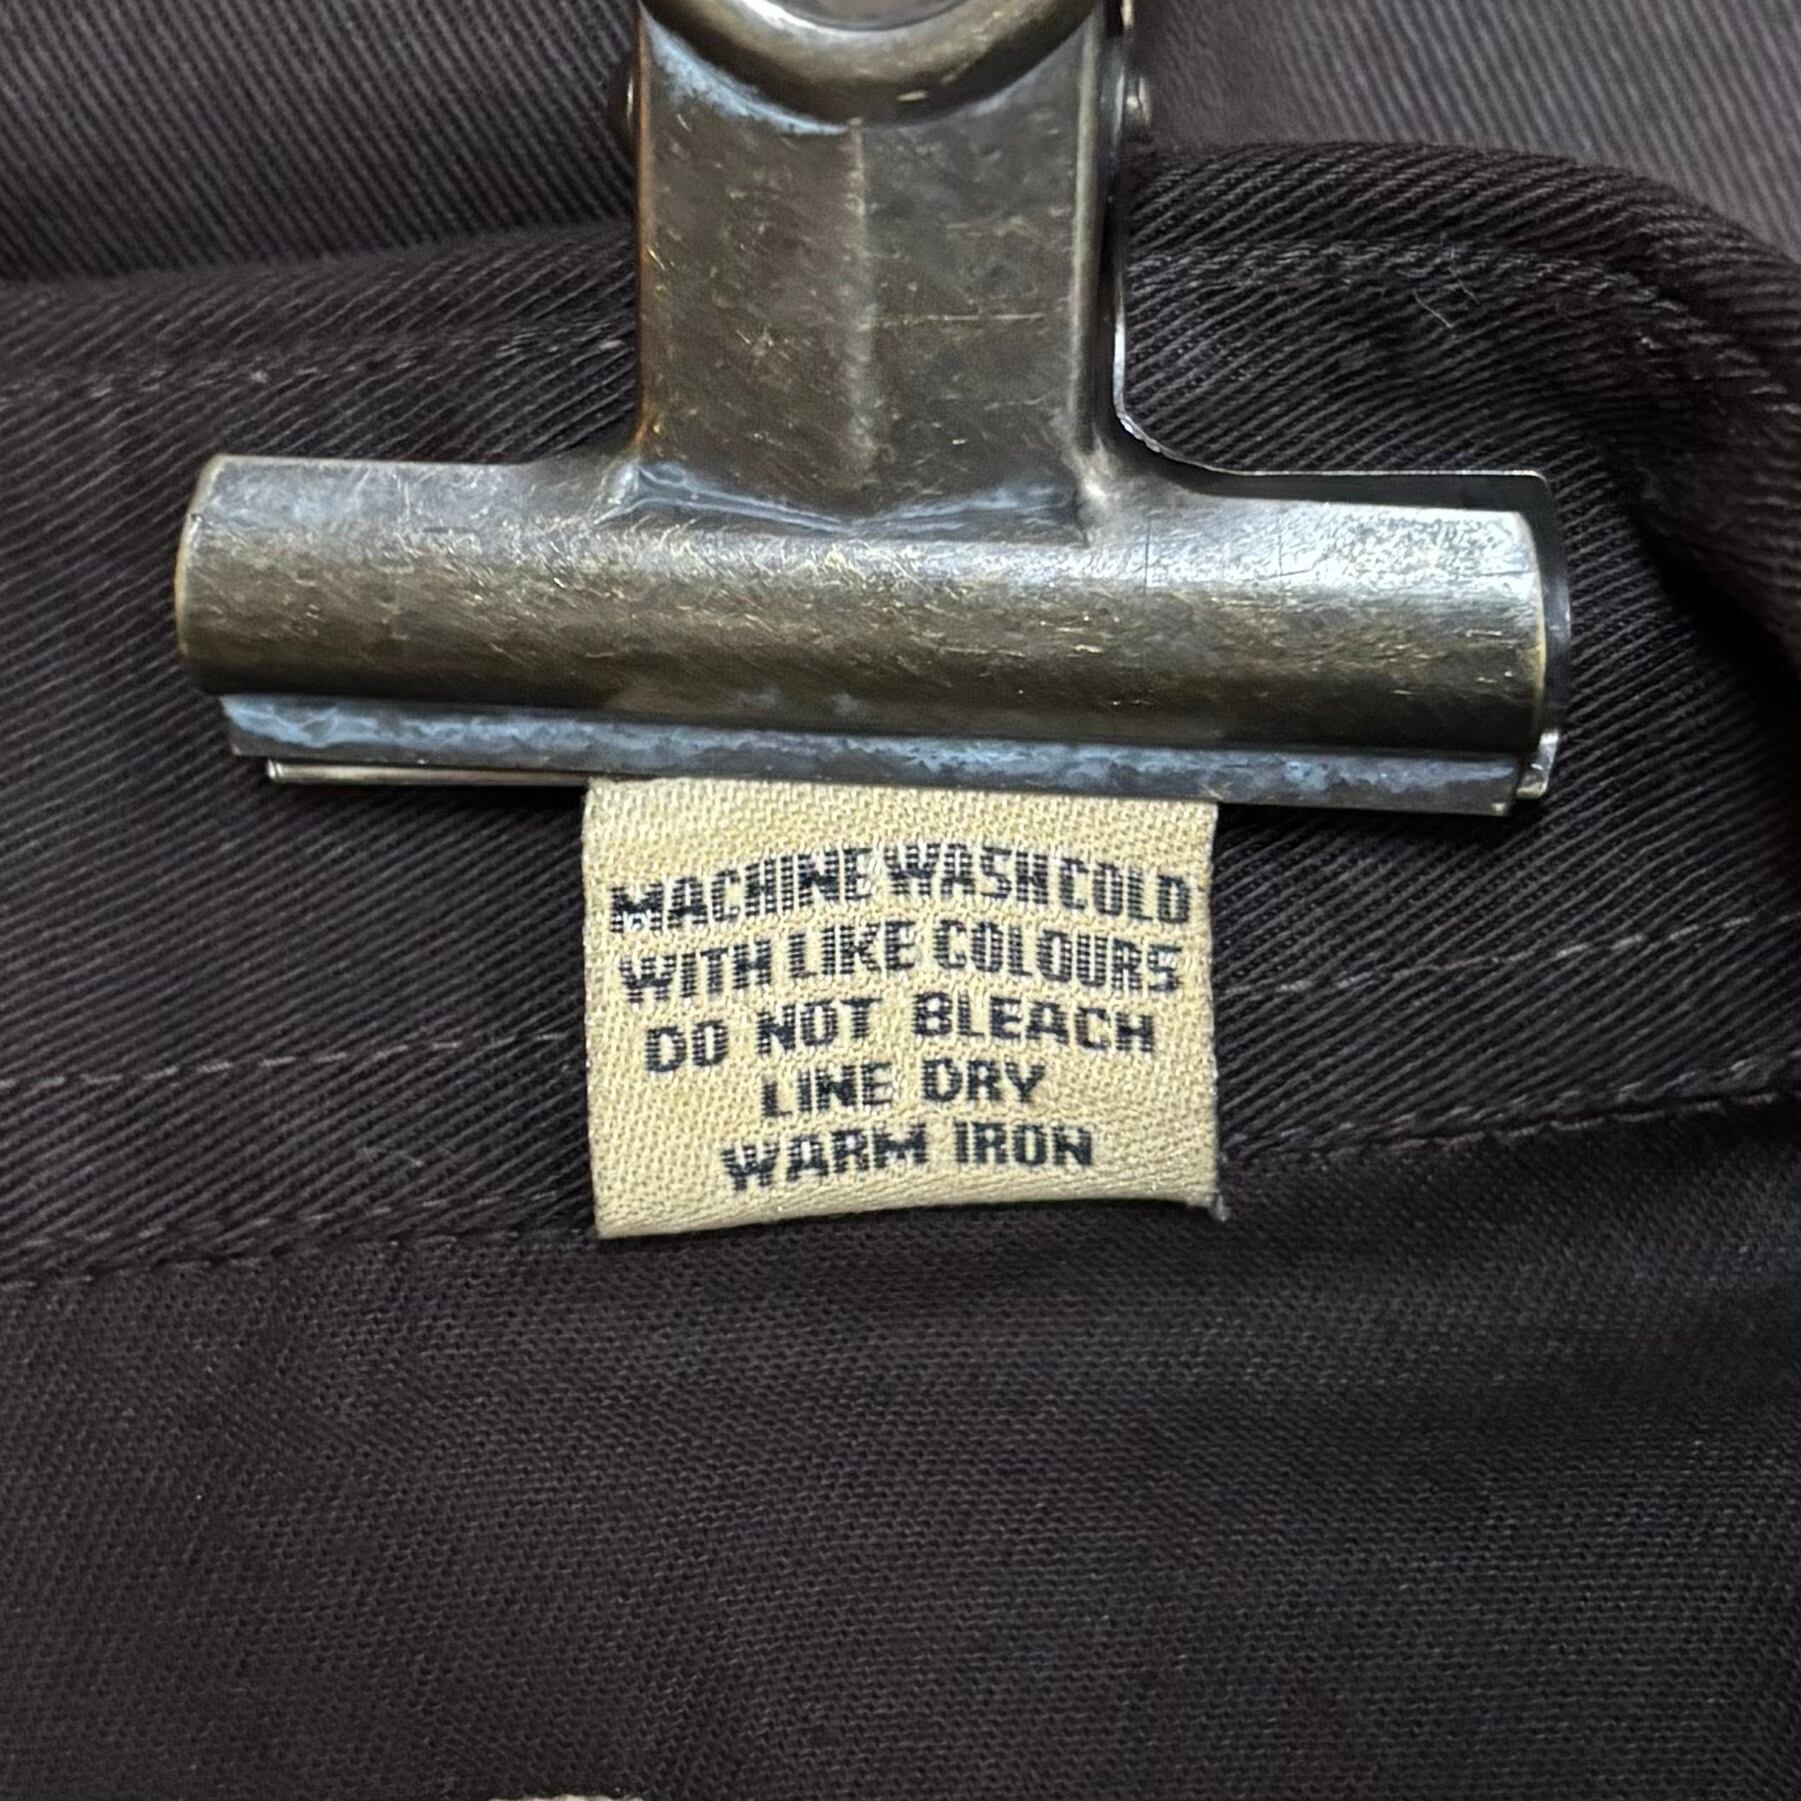 MACHINE WASH COLD
WITH LIKE COLOURS
DO NOT BLEACH
LINE DRY
WARM IRON